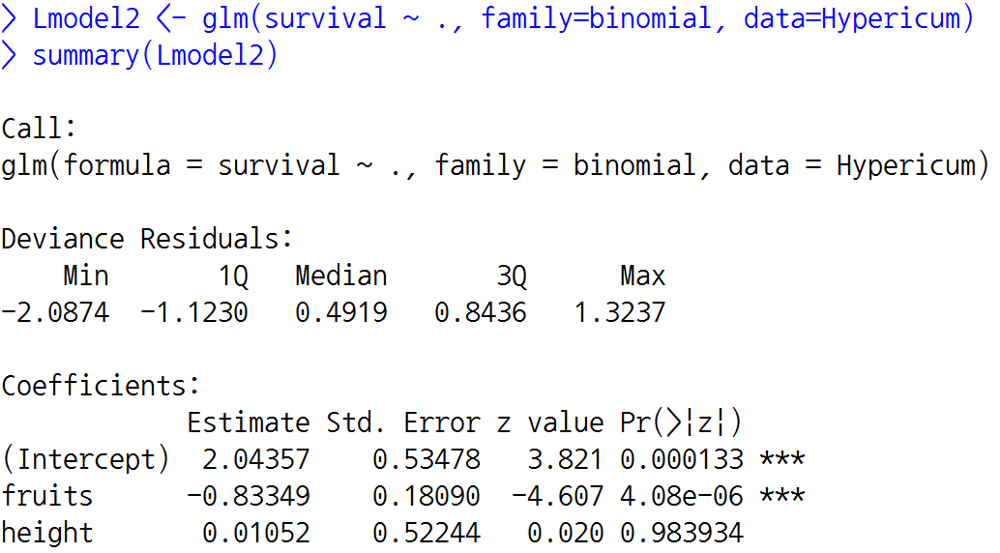 > Lmodel2 <- glm(survival ~ ., family=binomial, data=Hypericum)
> summary(Lmodel2)
Call:
glm(formula = survival ~ ., family = binomial, data = Hypericum)
Deviance Residuals:
Min 1Q Median 3Q Max
-2.0874 -1.1230 0.4919 0.8436 1.3237
Coefficients:
Estimate Std. Error z value Pr(>|z|)
(Intercept) 2.04357 0.53478 3.821 0.000133 ***
fruits -0.83349 0.18090 -4.607 4.08e-06 ***
height 0.01052 0.52244 0.020 0.983934